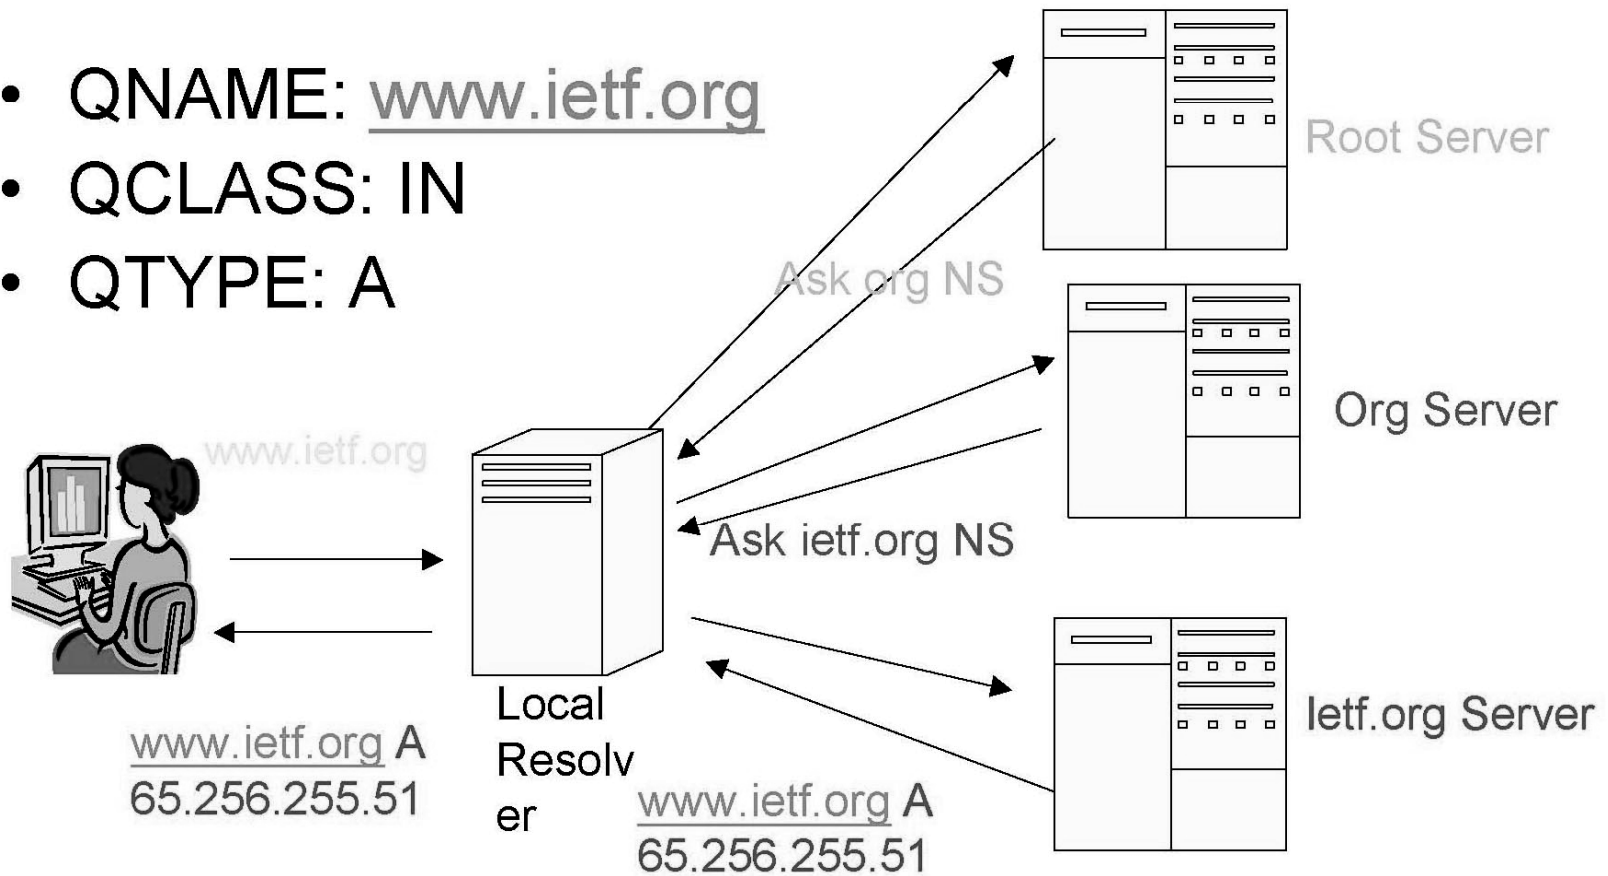 • QNAME: www.ietf.org
• QCLASS: IN
• QTYPE: A
Root Server
Ask org NS
Org Server
www.ietf.org
Ask ietf.org NS
Local
Resolv
er
Ietf.org Server
www.ietf.org A
65.256.255.51
www.ietf.org A
65.256.255.51